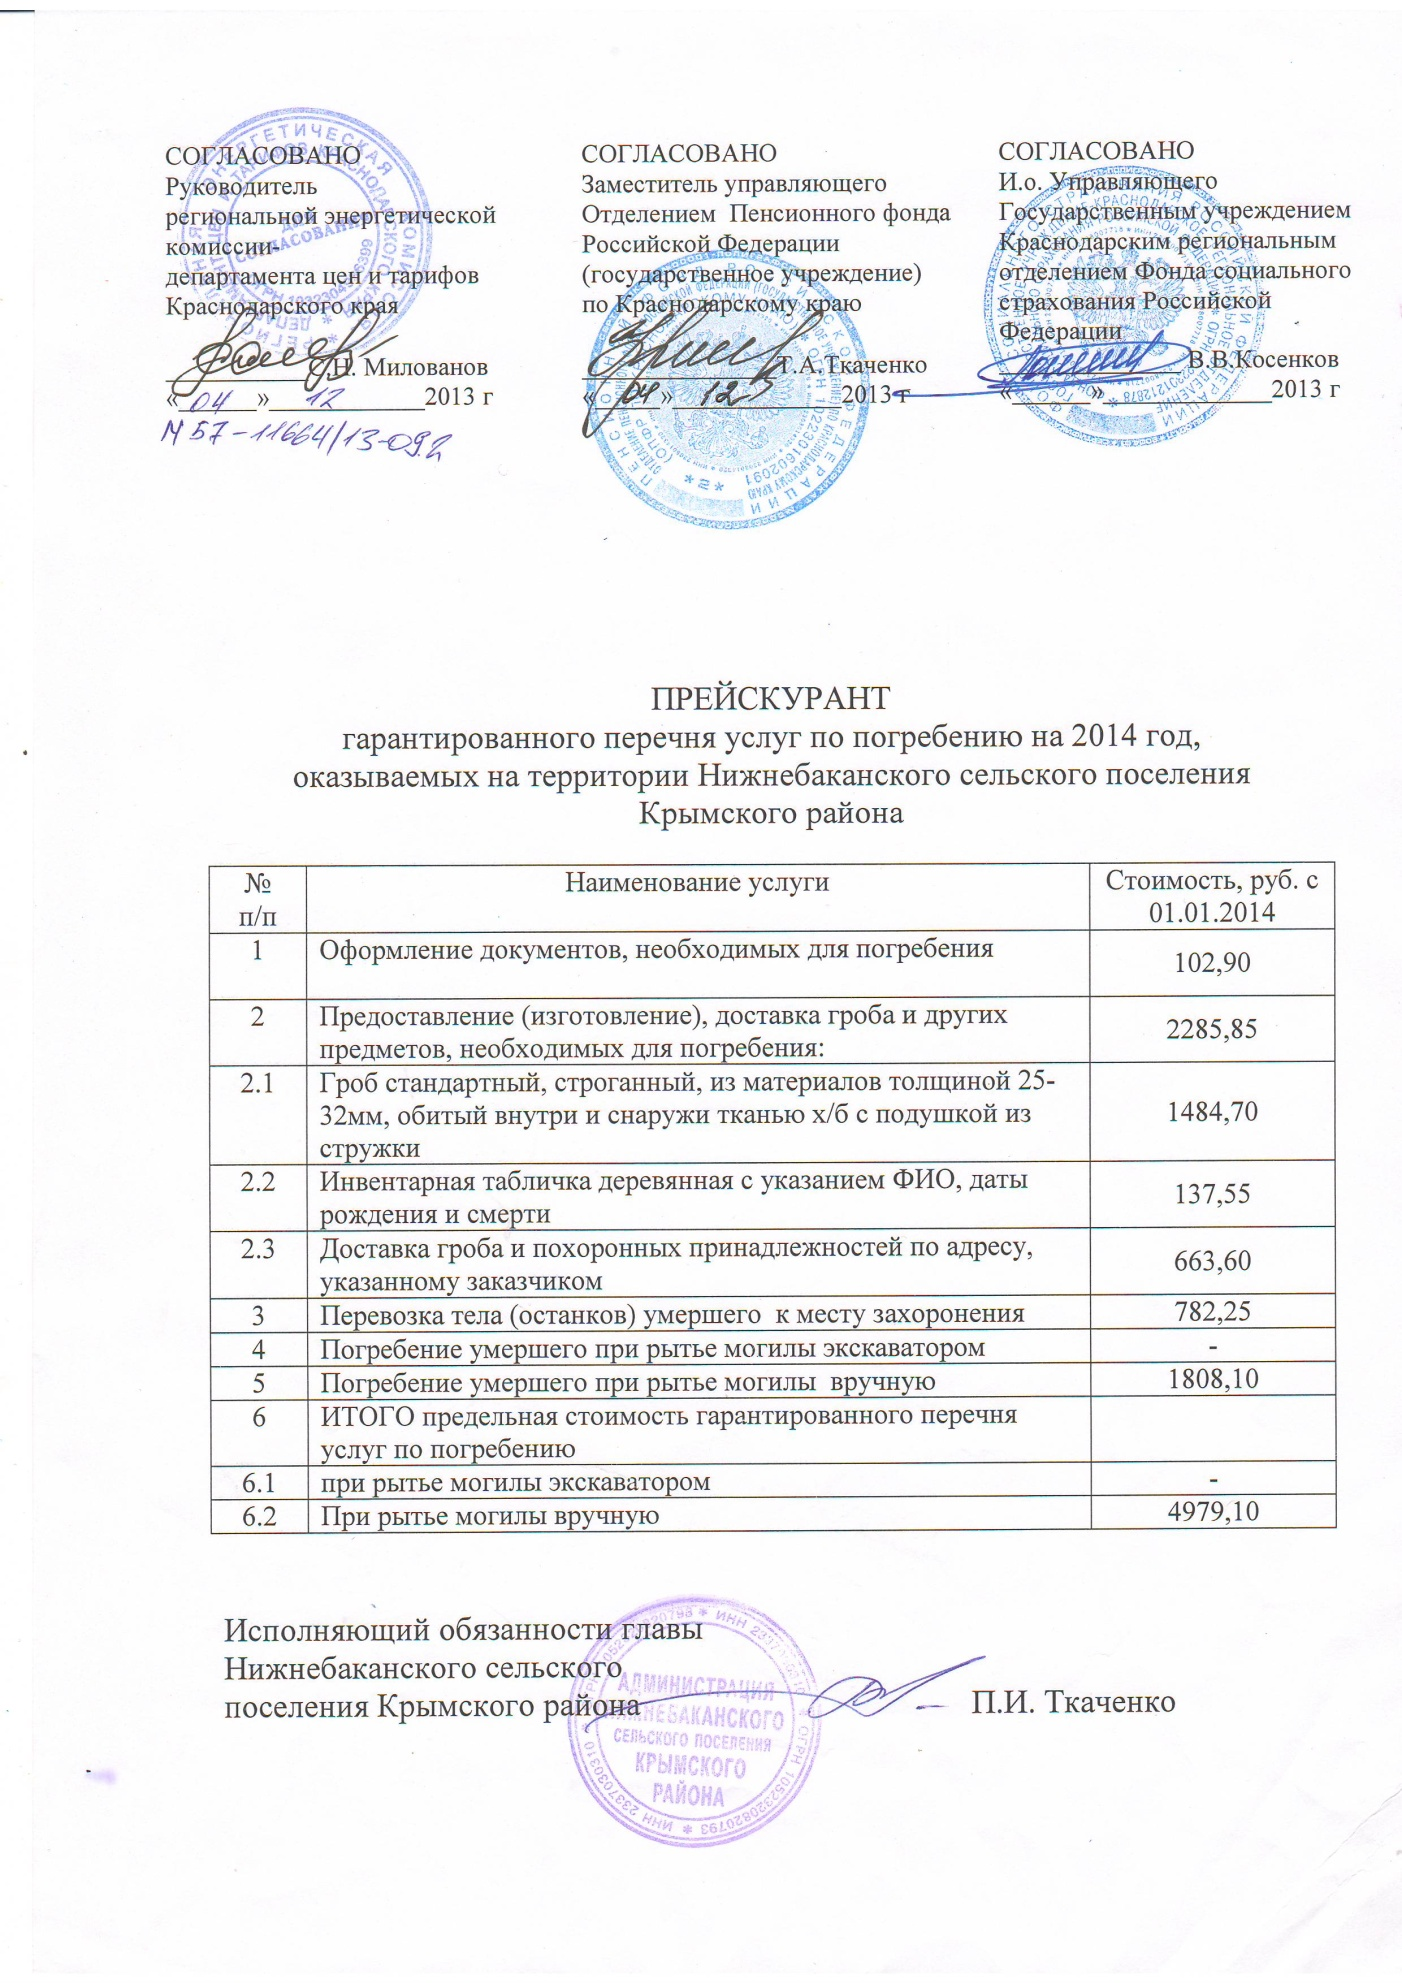 СОГЛАСОВАНО
Руководитель
региональной энергетической
комиссии-
департамента цен и тарифов
Краснодарского края
С.Н. Милованов
«04» 12 2013 г
№ 57-11664/13-092
СОГЛАСОВАНО
Заместитель управляющего
Отделением Пенсионного фонда
Российской Федерации
(государственное учреждение)
по Краснодарскому краю
Т.А.Ткаченко
«04» 12 2013 г
СОГЛАСОВАНО
И.о. Управляющего
Государственным учреждением
Краснодарским региональным
отделением Фонда социального
страхования Российской
Федерации
В.В.Косенков
« » 2013 г
ПРЕЙСКУРАНТ
гарантированного перечня услуг по погребению на 2014 год,
оказываемых на территории Нижнебаканского сельского поселения
Крымского района
№ п/п Наименование услуги Стоимость, руб. с 01.01.2014
1 Оформление документов, необходимых для погребения 102,90
2 Предоставление (изготовление), доставка гроба и других
предметов, необходимых для погребения: 2285,85
2.1 Гроб стандартный, строганный, из материалов толщиной 25-
32мм, обитый внутри и снаружи тканью х/б с подушкой из
стружки 1484,70
2.2 Инвентарная табличка деревянная с указанием ФИО, даты
рождения и смерти 137,55
2.3 Доставка гроба и похоронных принадлежностей по адресу,
указанному заказчиком 663,60
3 Перевозка тела (останков) умершего к месту захоронения 782,25
4 Погребение умершего при рытье могилы экскаватором -
5 Погребение умершего при рытье могилы вручную 1808,10
6 ИТОГО предельная стоимость гарантированного перечня
услуг по погребению
6.1 при рытье могилы экскаватором -
6.2 При рытье могилы вручную 4979,10
Исполняющий обязанности главы
Нижнебаканского сельского
поселения Крымского района П.И. Ткаченко
АДМИНИСТРАЦИЯ
НИЖНЕБАКАНСКОГО
СЕЛЬСКОГО ПОСЕЛЕНИЯ
КРЫМСКОГО
РАЙОНА